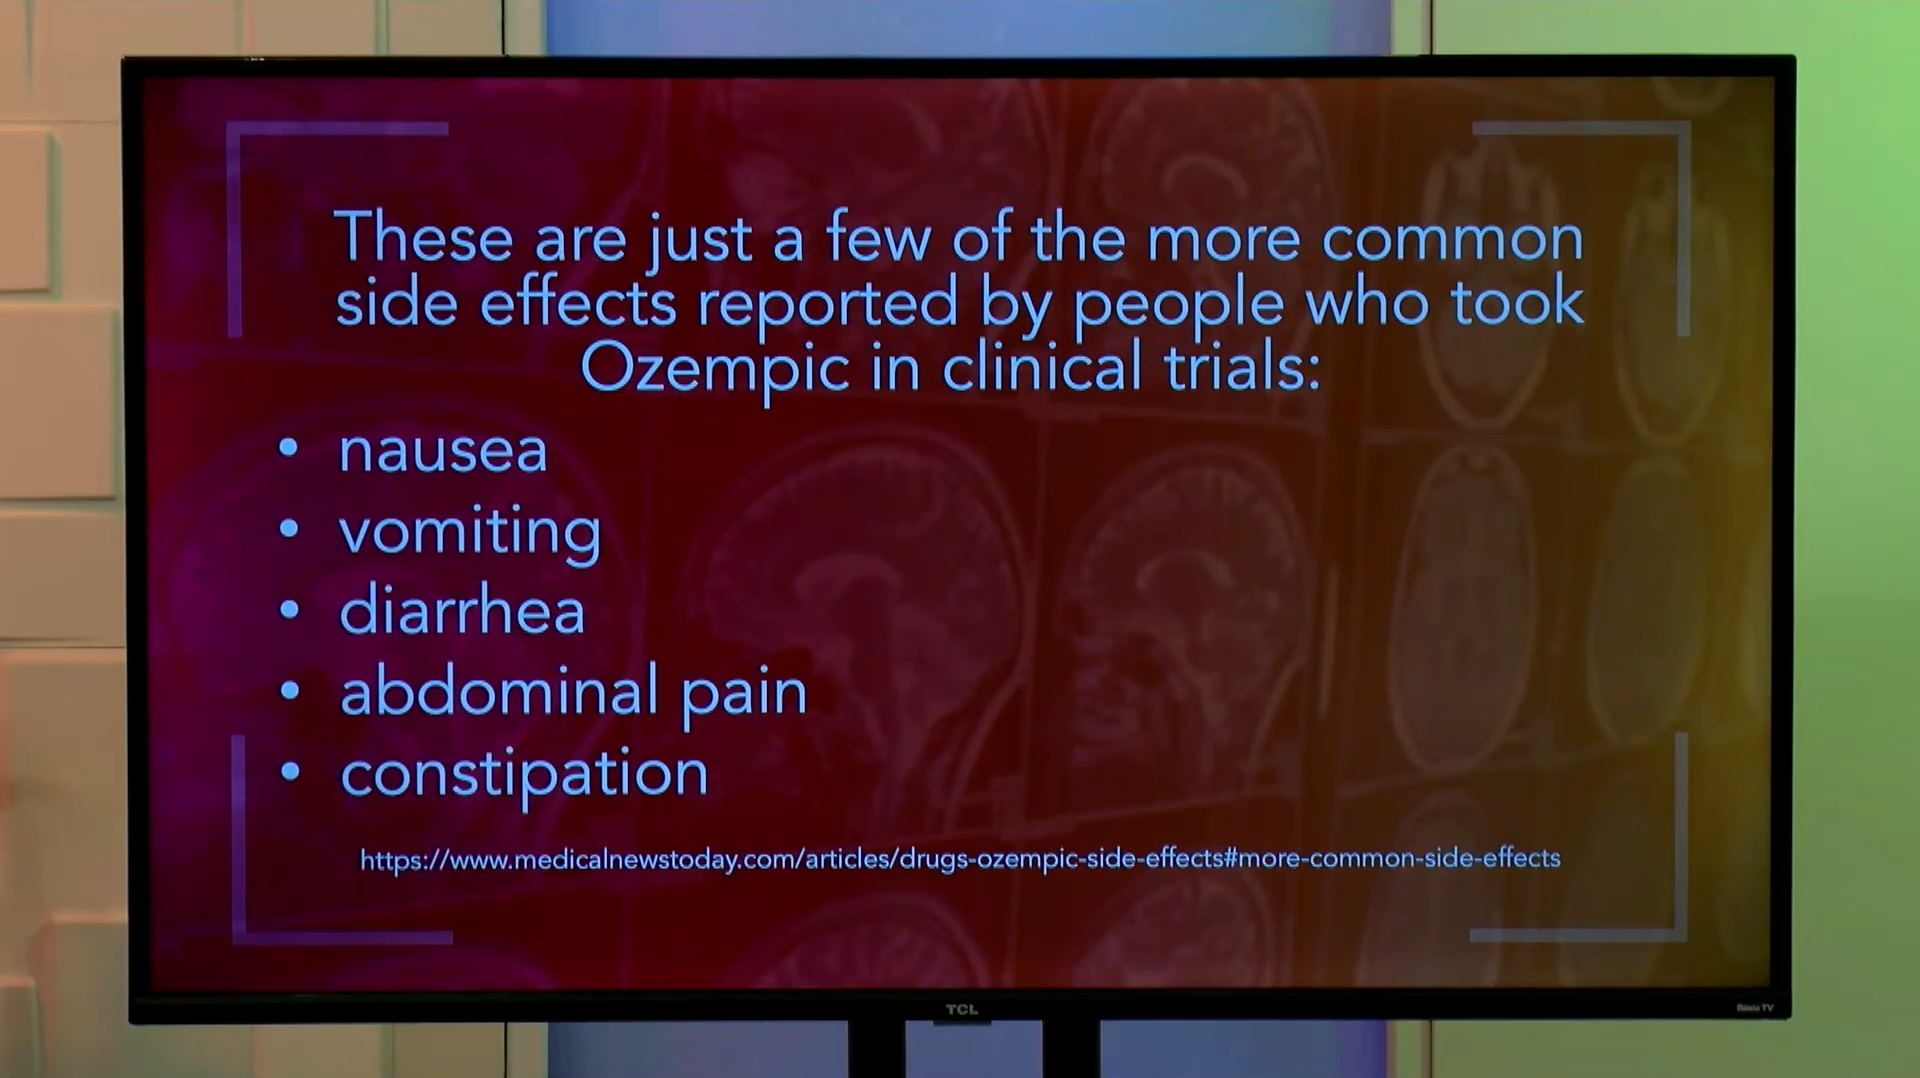 These are just a few of the more common
side effects reported by people who took
Ozempic in clinical trials:
• nausea
• vomiting
• diarrhea
• abdominal pain
• constipation
https://www.medicalnewstoday.com/articles/drugs-ozempic-side-effects#more-common-side-effects
TCL
Roku TV